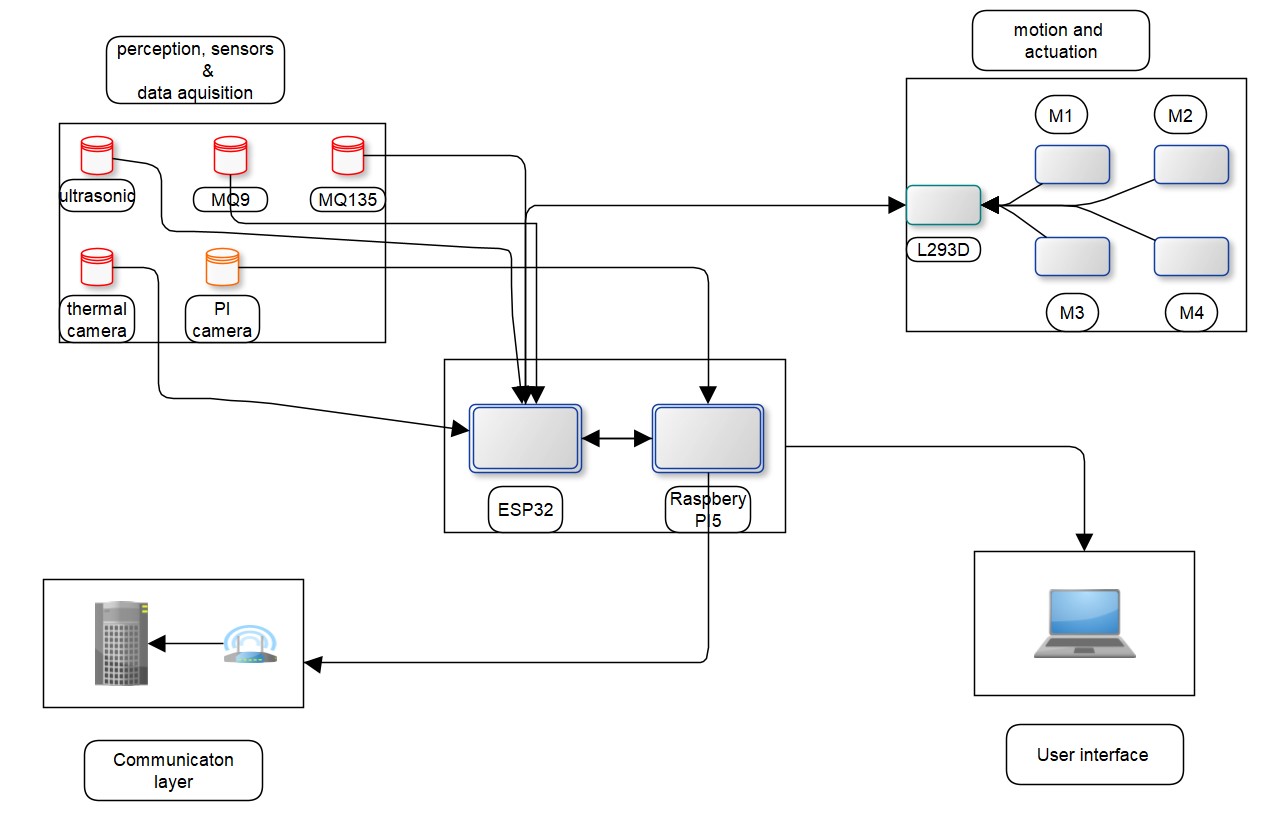 perception, sensors
&
data aquisition
motion and
actuation
ultrasonic
MQ9
MQ135
thermal
camera
PI
camera
M1
M2
L293D
M3
M4
ESP32
Raspbery
PI5
Communicaton
layer
User interface